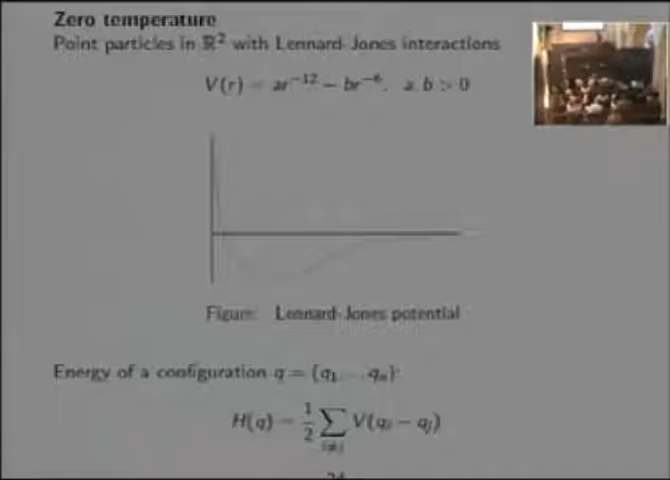 Zero temperature
Point particles in ℝ² with Lennard-Jones interactions
V(r) = ar⁻¹² − br⁻⁶, a, b > 0
Figure: Lennard-Jones potential
Energy of a configuration q = {q₁ ... qₙ}:
H(q) = 1/2 ∑_{i≠j} V(qᵢ − qⱼ)